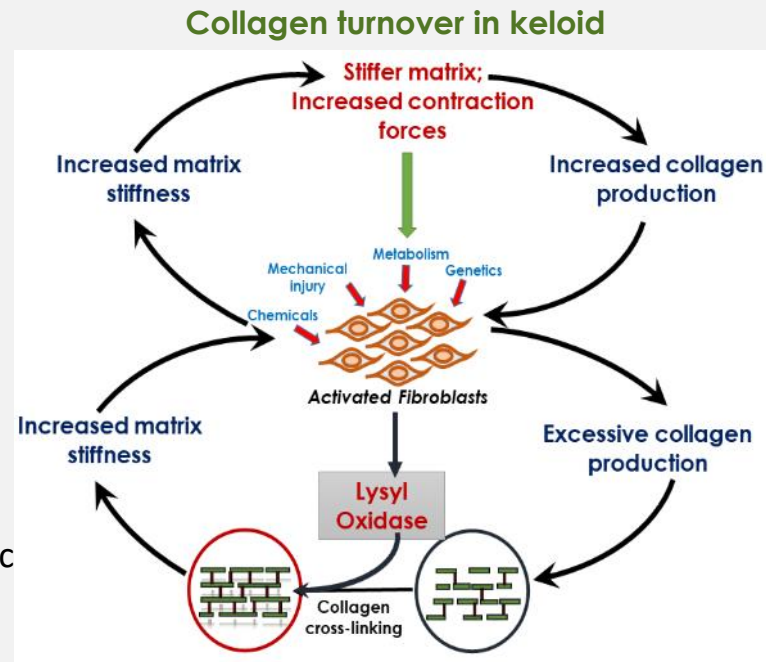 Collagen turnover in keloid
Stiffer matrix;
Increased contraction
forces
Increased matrix
stiffness
Increased collagen
production
Metabolism
Mechanical
injury
Genetics
Chemicals
Activated Fibroblasts
Increased matrix
stiffness
Excessive collagen
production
Lysyl
Oxidase
c
Collagen
cross-linking